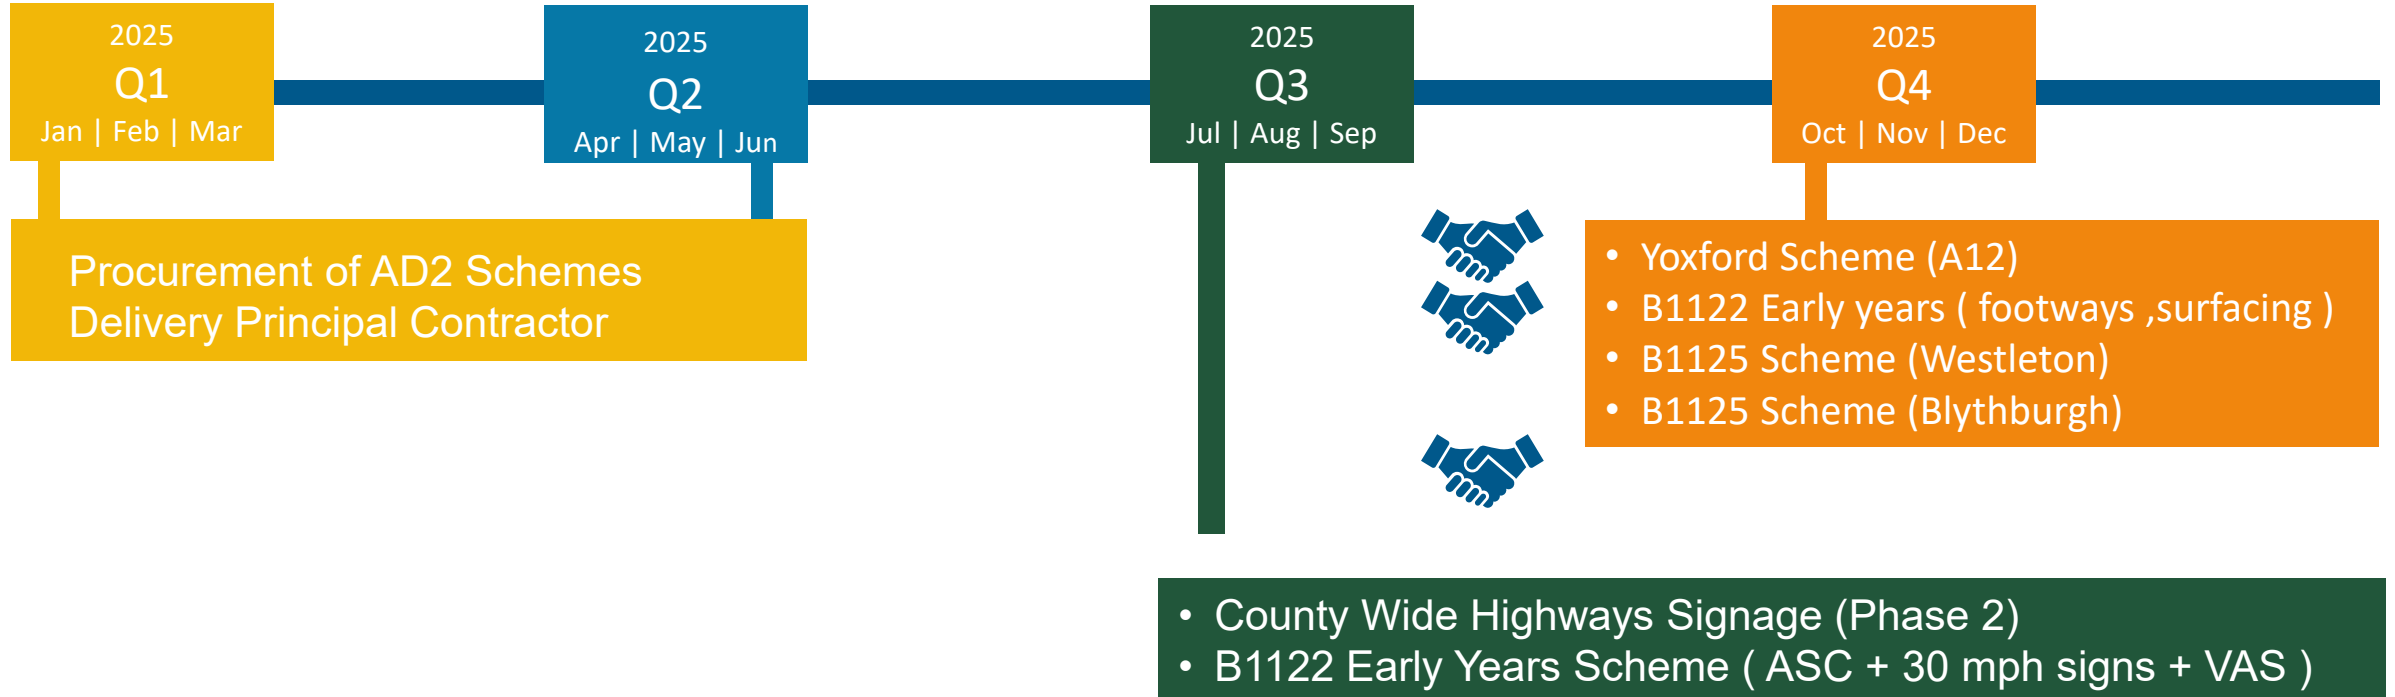 2025
Q1
Jan | Feb | Mar
2025
Q2
Apr | May | Jun
2025
Q3
Jul | Aug | Sep
2025
Q4
Oct | Nov | Dec
Procurement of AD2 Schemes
Delivery Principal Contractor
• Yoxford Scheme (A12)
• B1122 Early years ( footways ,surfacing )
• B1125 Scheme (Westleton)
• B1125 Scheme (Blythburgh)
• County Wide Highways Signage (Phase 2)
• B1122 Early Years Scheme ( ASC + 30 mph signs + VAS )